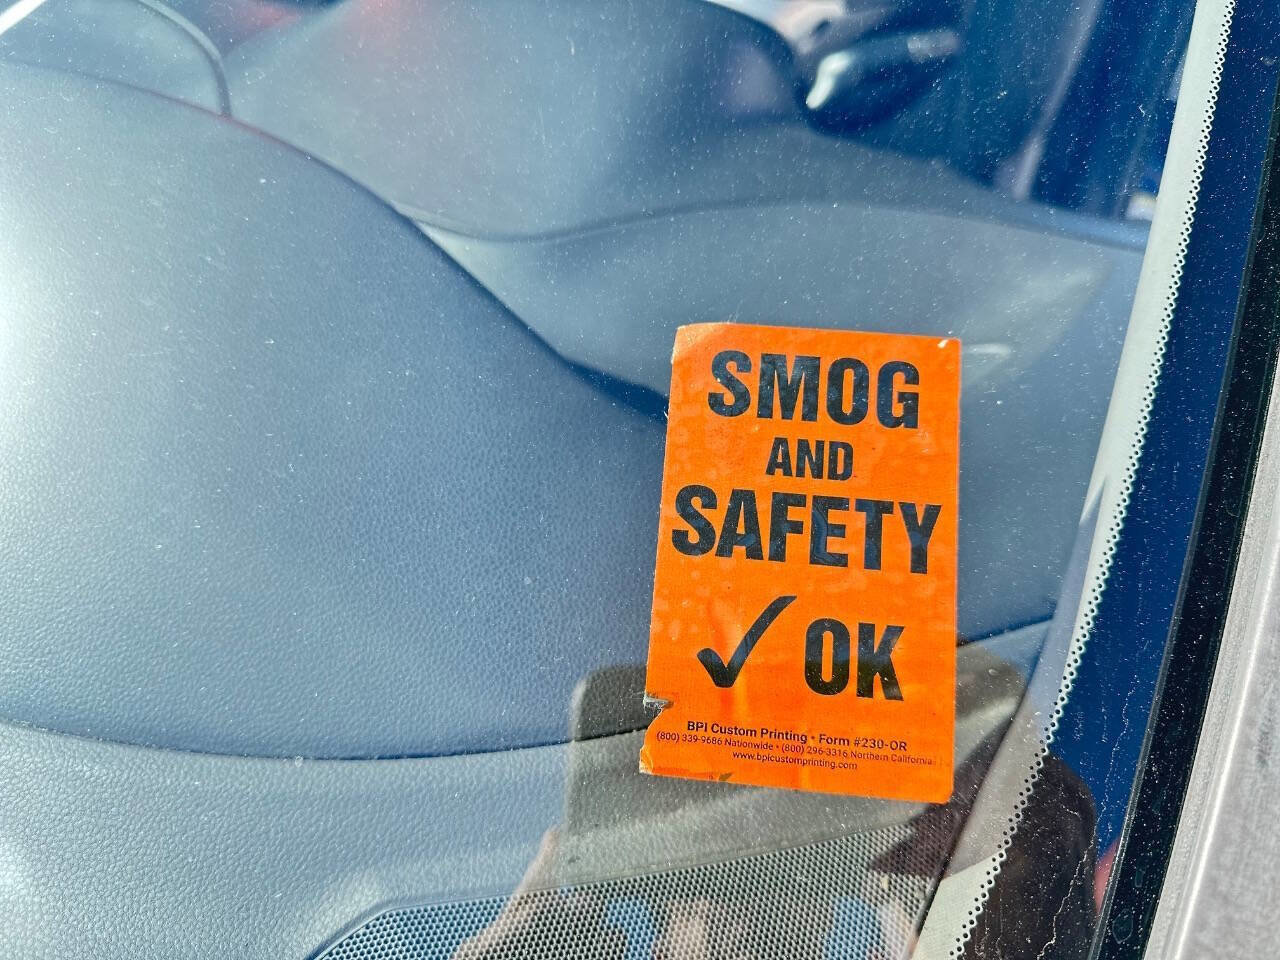 SMOG
AND
SAFETY
✓ OK
BPI Custom Printing • Form #230-OR
(800) 339-9686 Nationwide • (800) 296-3316 Northern California
www.bpicustomprinting.com